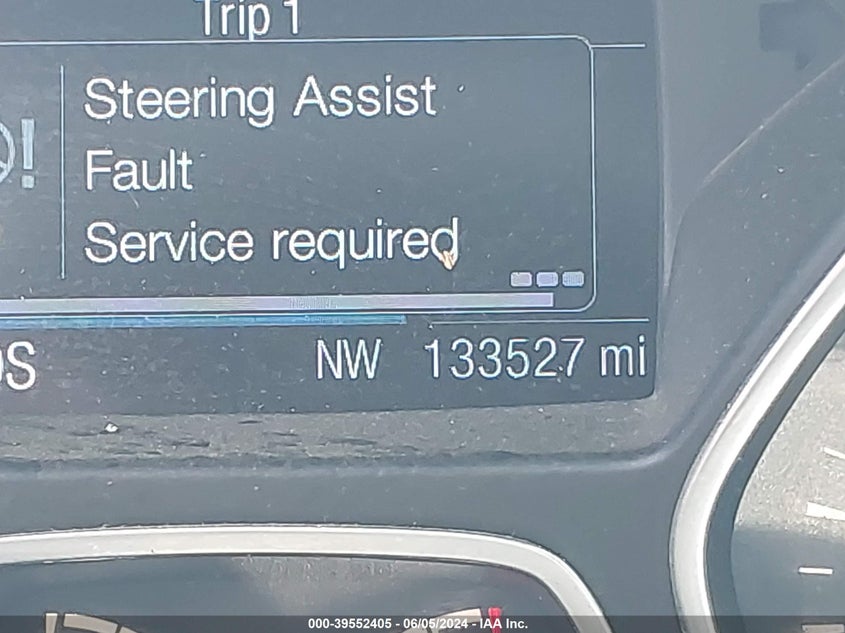 Trip 1
Steering Assist
Fault
Service required
NW 133527 mi
000-39552405 - 06/05/2024 - IAA Inc.